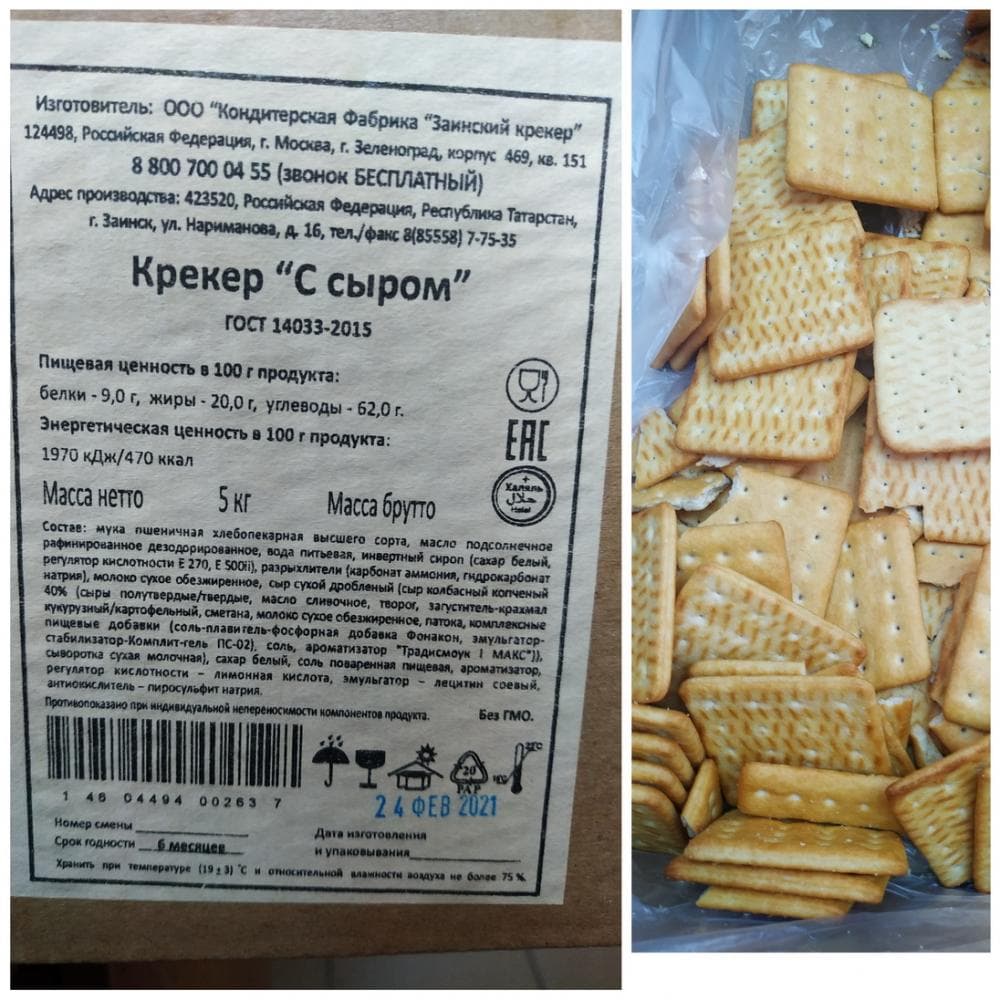 Изготовитель: ООО "Кондитерская Фабрика "Заинский крекер"
124498, Российская Федерация, г. Москва, г. Зеленоград, корпус 469, кв. 151
8 800 700 04 55 (звонок БЕСПЛАТНЫЙ)
Адрес производства: 423520, Российская Федерация, Республика Татарстан,
г. Заинск, ул. Нариманова, д. 16, тел./факс 8(85558) 7-75-35
Крекер "С сыром"
ГОСТ 14033-2015
Пищевая ценность в 100 г продукта:
белки - 9,0 г, жиры - 20,0 г, углеводы - 62,0 г.
Энергетическая ценность в 100 г продукта:
1970 кДж/470 ккал
EAC
Масса нетто 5 кг Масса брутто
Халяль
حلال
Halal
Состав: мука пшеничная хлебопекарная высшего сорта, масло подсолнечное
рафинированное дезодорированное, вода питьевая, инвертный сироп (сахар белый,
регулятор кислотности Е 270, Е 500ii), разрыхлители (карбонат аммония, гидрокарбонат
натрия), молоко сухое обезжиренное, сыр сухой дробленый (сыр колбасный копченый
40% (сыры полутвердые/твердые, масло сливочное, творог, загуститель-крахмал
кукурузный/картофельный, сметана, молоко сухое обезжиренное, патока, комплексные
пищевые добавки (соль-плавитель-фосфорная добавка Фонакон, эмульгатор-
стабилизатор-Комплит-гель ПС-02), соль, ароматизатор "Традисмоук I МАКС")),
сыворотка сухая молочная), сахар белый, соль поваренная пищевая, ароматизатор,
регулятор кислотности – лимонная кислота, эмульгатор – лецитин соевый,
антиокислитель – пиросульфит натрия.
Противопоказано при индивидуальной непереносимости компонентов продукта. Без ГМО.
20
PAP
22°C
1 46 04494 00263 7
24 ФЕВ 2021
Номер смены
Срок годности 6 месяцев
Дата изготовления
и упаковывания
Хранить при температуре (19±3) °C и относительной влажности воздуха не более 75 %.